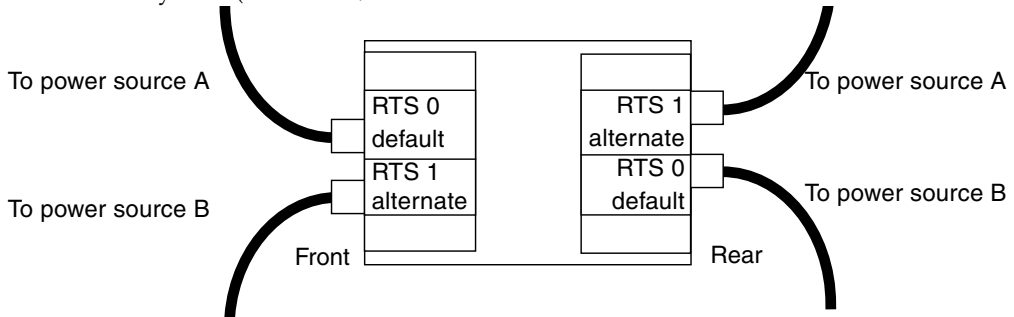 To power source A
To power source A
RTS 0
default
RTS 1
alternate
RTS 1
alternate
RTS 0
default
To power source B
To power source B
Front
Rear